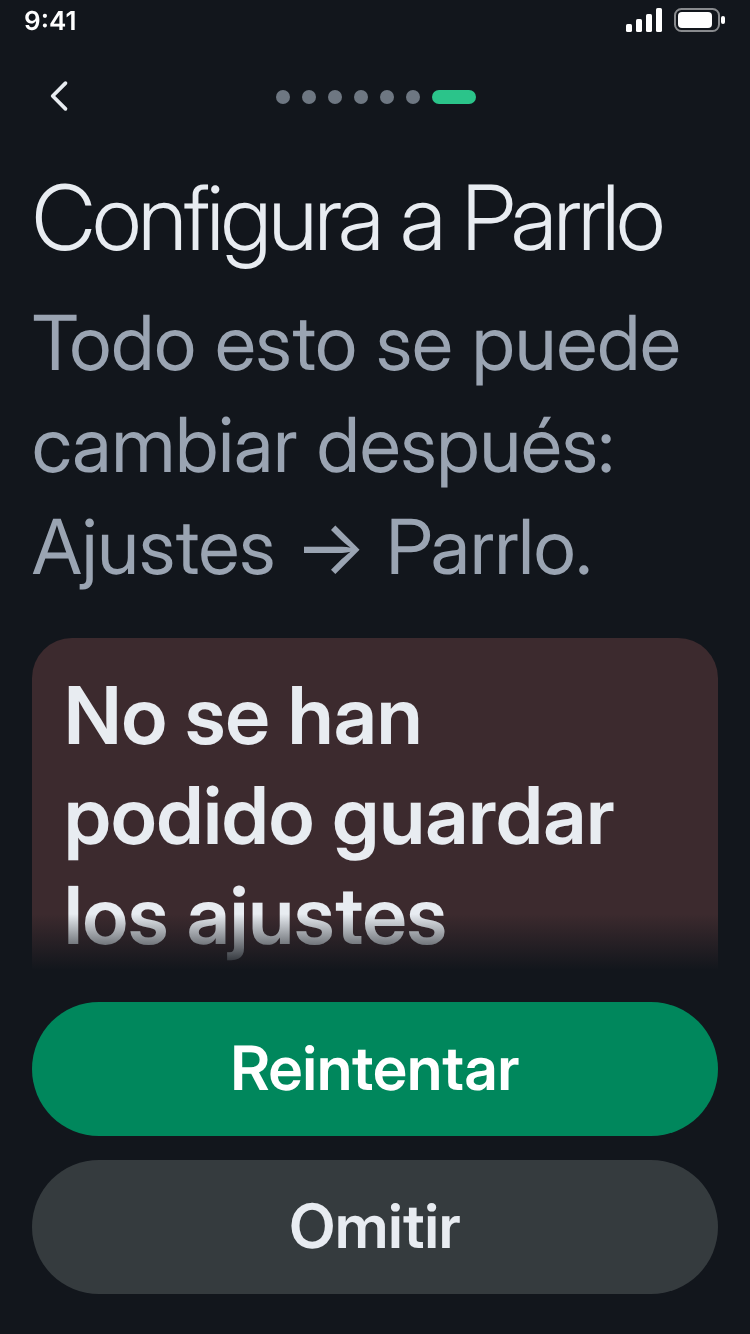 9:41
Configura a Parrlo
Todo esto se puede
cambiar después:
Ajustes → Parrlo.
No se han
podido guardar
los ajustes
Reintentar
Omitir